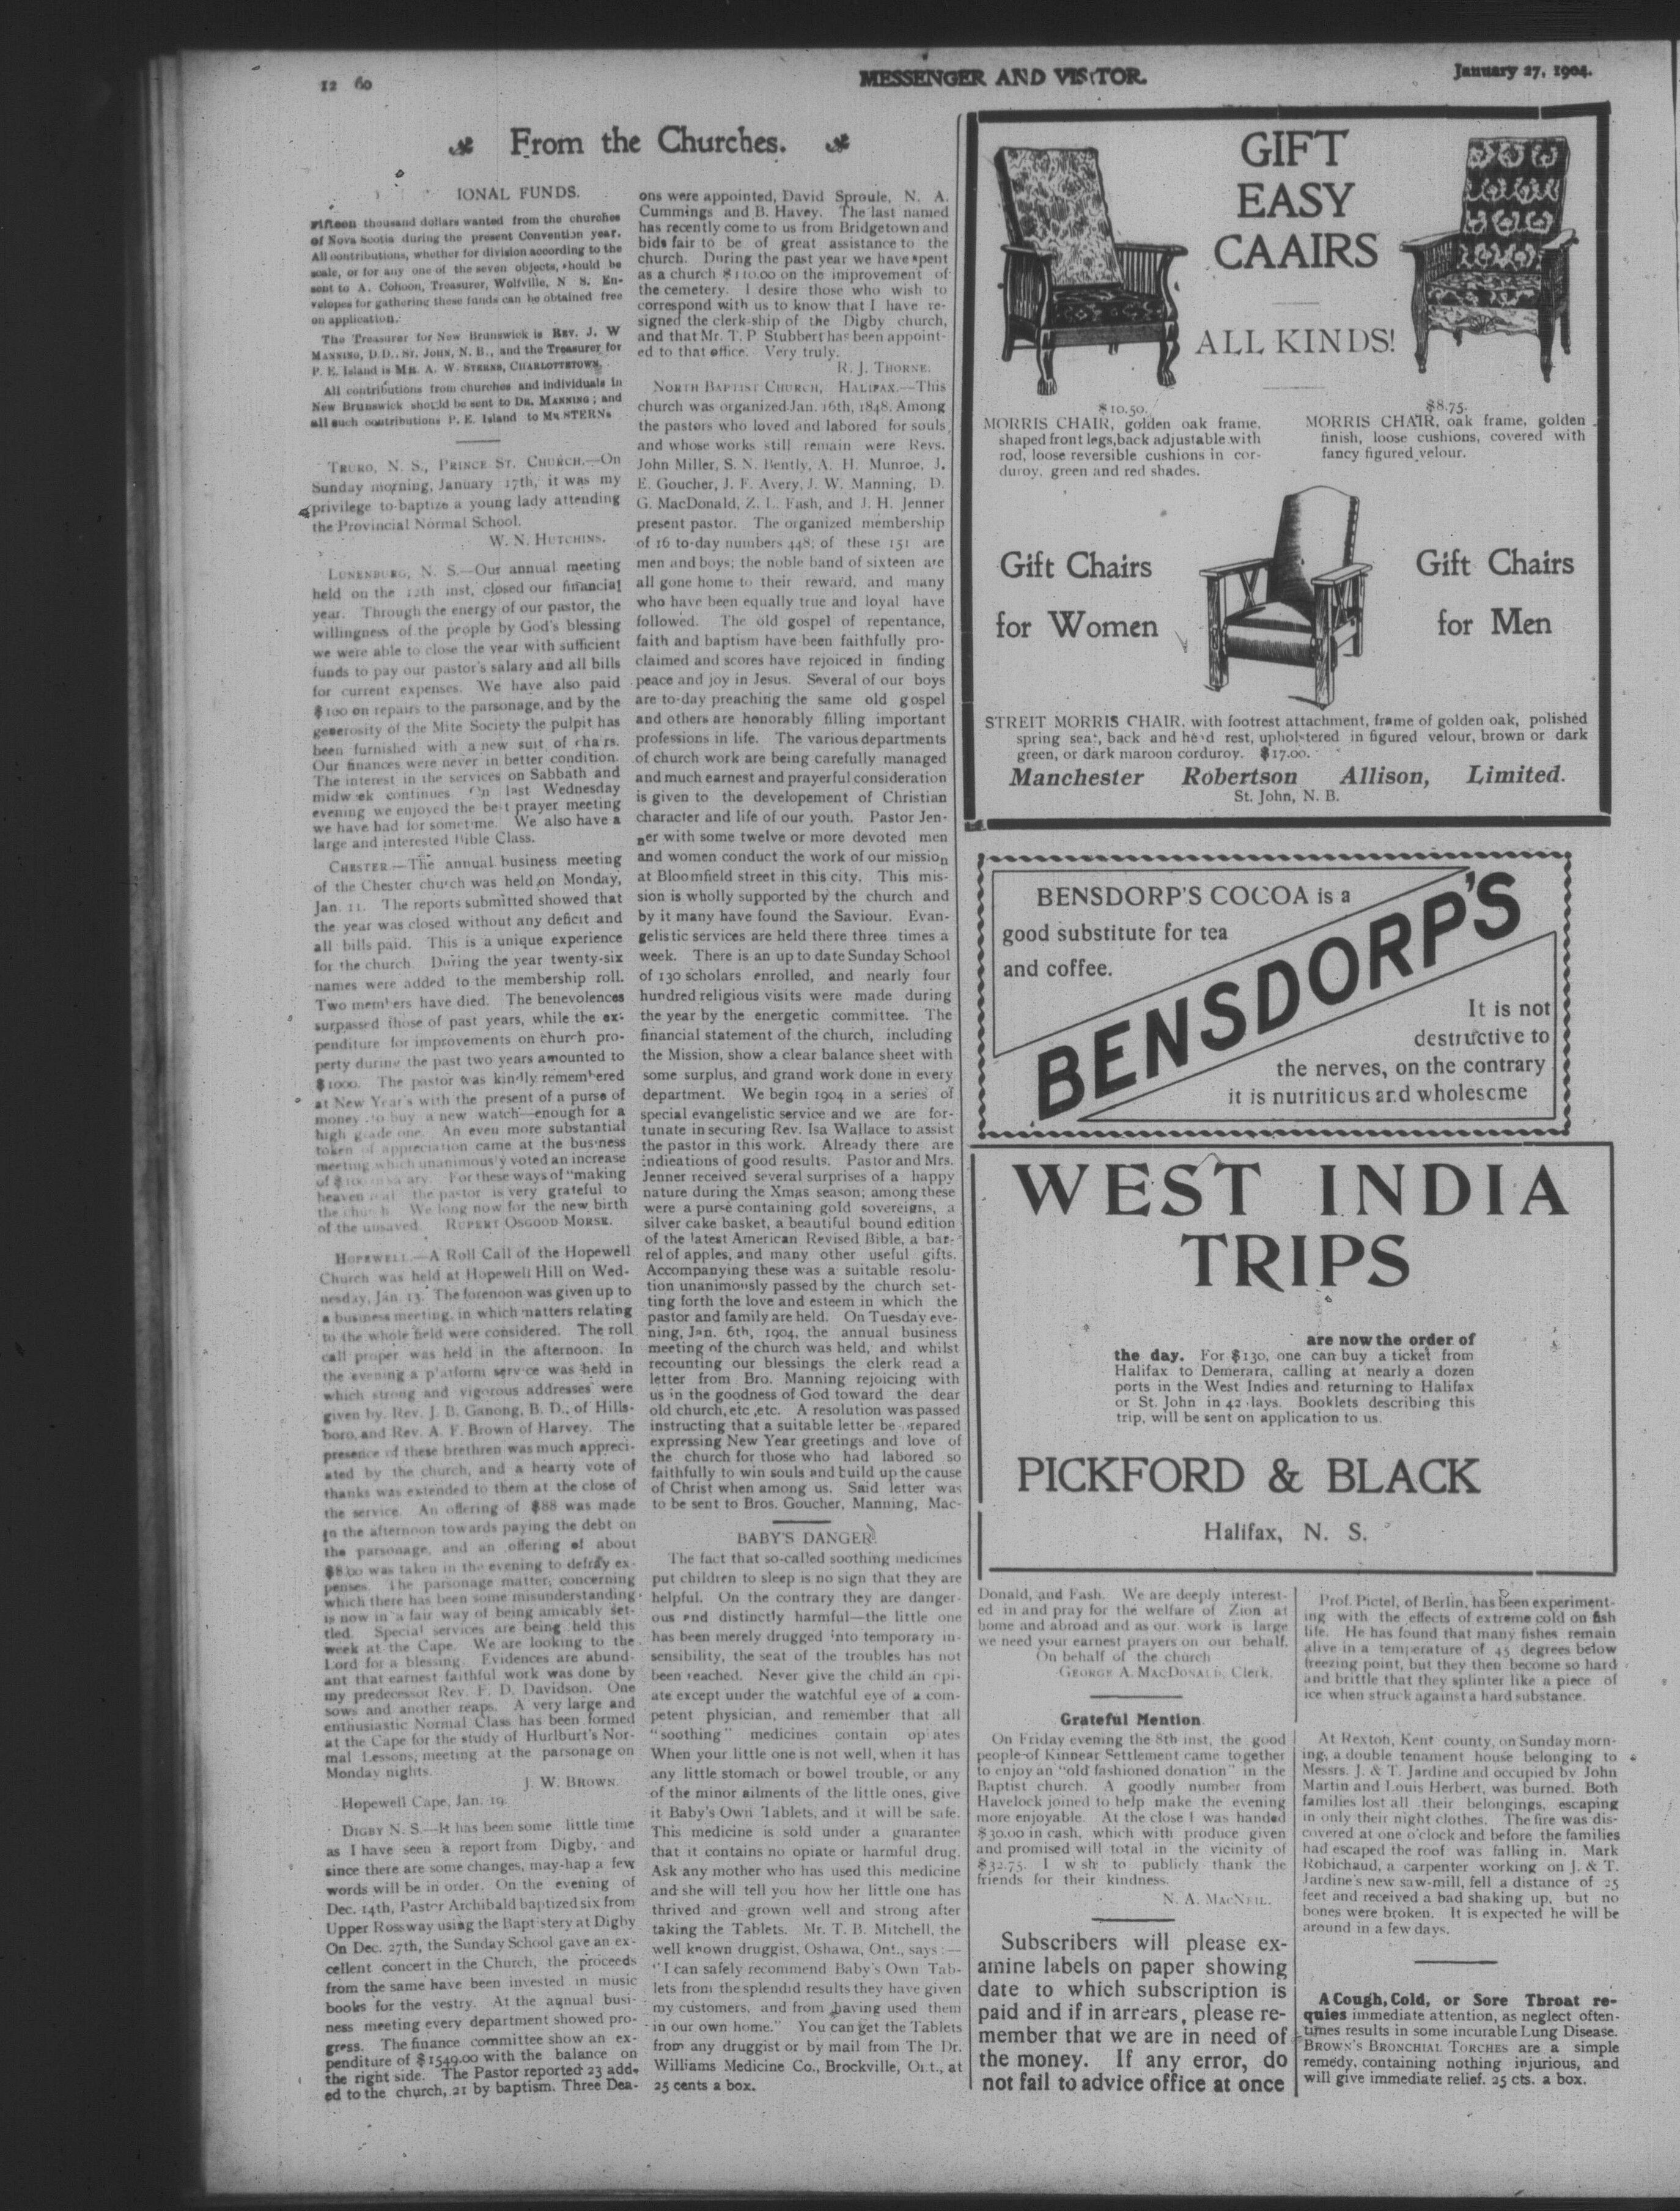 12 60
MESSENGER AND VISITOR.
January 27, 1904.
From the Churches.
IONAL FUNDS.
Fifteen thousand dollars wanted from the churches
of Nova Scotia during the present Convention year.
All contributions, whether for division according to the
scale, or for any one of the seven objects, should be
sent to A. Cohoon, Treasurer, Wolfville, N. S. En-
velopes for gathering these funds can be obtained free
on application.
The Treasurer for New Brunswick is REV. J. W
MANNING, D.D., ST. JOHN, N. B., and the Treasurer for
P. E. Island is MR. A. W. STERNS, CHARLOTTETOWN.
All contributions from churches and individuals in
New Brunswick should be sent to DR. MANNING; and
all such contributions P. E. Island to MR STERNS
TRURO, N. S., PRINCE ST. CHURCH.—On
Sunday morning, January 17th, it was my
privilege to baptize a young lady attending
the Provincial Normal School.
W. N. HUTCHINS.
LUNENBURG, N. S.—Our annual meeting
held on the 12th inst, closed our financial
year. Through the energy of our pastor, the
willingness of the people by God's blessing
we were able to close the year with sufficient
funds to pay our pastor's salary and all bills
for current expenses. We have also paid
$100 on repairs to the parsonage, and by the
generosity of the Mite Society the pulpit has
been furnished with a new suit of chairs.
Our finances were never in better condition.
The interest in the services on Sabbath and
midweek continues. On last Wednesday
evening we enjoyed the best prayer meeting
we have had for sometime. We also have a
large and interested Bible Class.
CHESTER.—The annual business meeting
of the Chester church was held on Monday,
Jan. 11. The reports submitted showed that
the year was closed without any deficit and
all bills paid. This is a unique experience
for the church. During the year twenty-six
names were added to the membership roll.
Two members have died. The benevolences
surpassed those of past years, while the ex-
penditure for improvements on church pro-
perty during the past two years amounted to
$1000. The pastor was kindly remembered
at New Year's with the present of a purse of
money to buy a new watch—enough for a
high grade one. An even more substantial
token of appreciation came at the business
meeting which unanimous'y voted an increase
of $100 in sa ary. For these ways of "making
heaven real the pastor is very grateful to
the church. We long now for the new birth
of the unsaved. RUPERT OSGOOD MORSE.
HOPEWELL.—A Roll Call of the Hopewell
Church was held at Hopewell Hill on Wed-
nesday, Jan. 13. The forenoon was given up to
a business meeting, in which matters relating
to the whole field were considered. The roll
call proper was held in the afternoon. In
the evening a p'atform service was held in
which strong and vigorous addresses were
given by Rev. J. B. Ganong, B. D., of Hills-
boro, and Rev. A. F. Brown of Harvey. The
presence of these brethren was much appreci-
ated by the church, and a hearty vote of
thanks was extended to them at the close of
the service. An offering of $88 was made
in the afternoon towards paying the debt on
the parsonage, and an offering of about
$8.00 was taken in the evening to defray ex-
penses. The parsonage matter, concerning
which there has been some misunderstanding
is now in a fair way of being amicably set-
tled. Special services are being held this
week at the Cape. We are looking to the
Lord for a blessing. Evidences are abund-
ant that earnest faithful work was done by
my predecessor Rev. F. D. Davidson. One
sows and another reaps. A very large and
enthusiastic Normal Class has been formed
at the Cape for the study of Hurlburt's Nor-
mal Lessons, meeting at the parsonage on
Monday nights.
J. W. BROWN.
Hopewell Cape, Jan. 19.
DIGBY N. S.—It has been some little time
as I have seen a report from Digby, and
since there are some changes, may-hap a few
words will be in order. On the evening of
Dec. 14th, Pastor Archibald baptized six from
Upper Rossway using the Bapt stery at Digby
On Dec. 27th, the Sunday School gave an ex-
cellent concert in the Church, the proceeds
from the same have been invested in music
books for the vestry. At the annual busi-
ness meeting every department showed pro-
gress. The finance committee show an ex-
penditure of $1549.00 with the balance on
the right side. The Pastor reported 23 add-
ed to the church, 21 by baptism. Three Dea-
ons were appointed, David Sproule, N. A.
Cummings and B. Havey. The last named
has recently come to us from Bridgetown and
bids fair to be of great assistance to the
church. During the past year we have spent
as a church $110.00 on the improvement of
the cemetery. I desire those who wish to
correspond with us to know that I have re-
signed the clerk-ship of the Digby church,
and that Mr. T. P. Stubbert has been appoint-
ed to that office. Very truly.
R. J. THORNE.
NORTH BAPTIST CHURCH, HALIFAX.—This
church was organized Jan. 16th, 1848. Among
the pastors who loved and labored for souls
and whose works still remain were Revs.
John Miller, S. N. Bently, A. H. Munroe, J.
E. Goucher, J. F. Avery, J. W. Manning, D.
G. MacDonald, Z. L. Fash, and J. H. Jenner
present pastor. The organized membership
of 16 to-day numbers 448; of these 151 are
men and boys; the noble band of sixteen are
all gone home to their reward, and many
who have been equally true and loyal have
followed. The old gospel of repentance,
faith and baptism have been faithfully pro-
claimed and scores have rejoiced in finding
peace and joy in Jesus. Several of our boys
are to-day preaching the same old gospel
and others are honorably filling important
professions in life. The various departments
of church work are being carefully managed
and much earnest and prayerful consideration
is given to the developement of Christian
character and life of our youth. Pastor Jen-
ner with some twelve or more devoted men
and women conduct the work of our mission
at Bloomfield street in this city. This mis-
sion is wholly supported by the church and
by it many have found the Saviour. Evan-
gelistic services are held there three times a
week. There is an up to date Sunday School
of 130 scholars enrolled, and nearly four
hundred religious visits were made during
the year by the energetic committee. The
financial statement of the church, including
the Mission, show a clear balance sheet with
some surplus, and grand work done in every
department. We begin 1904 in a series of
special evangelistic service and we are for-
tunate in securing Rev. Isa Wallace to assist
the pastor in this work. Already there are
indications of good results. Pastor and Mrs.
Jenner received several surprises of a happy
nature during the Xmas season; among these
were a purse containing gold sovereigns, a
silver cake basket, a beautiful bound edition
of the latest American Revised Bible, a bar-
rel of apples, and many other useful gifts.
Accompanying these was a suitable resolu-
tion unanimously passed by the church set-
ting forth the love and esteem in which the
pastor and family are held. On Tuesday eve-
ning, Jan. 6th, 1904, the annual business
meeting of the church was held, and whilst
recounting our blessings the clerk read a
letter from Bro. Manning rejoicing with
us in the goodness of God toward the dear
old church, etc ,etc. A resolution was passed
instructing that a suitable letter be repared
expressing New Year greetings and love of
the church for those who had labored so
faithfully to win souls and build up the cause
of Christ when among us. Said letter was
to be sent to Bros. Goucher, Manning, Mac-
BABY'S DANGER.
The fact that so-called soothing medicines
put children to sleep is no sign that they are
helpful. On the contrary they are danger-
ous and distinctly harmful—the little one
has been merely drugged into temporary in-
sensibility, the seat of the troubles has not
been reached. Never give the child an opi-
ate except under the watchful eye of a com-
petent physician, and remember that all
"soothing" medicines contain op ates
When your little one is not well, when it has
any little stomach or bowel trouble, or any
of the minor ailments of the little ones, give
it Baby's Own Tablets, and it will be safe.
This medicine is sold under a guarantee
that it contains no opiate or harmful drug.
Ask any mother who has used this medicine
and she will tell you how her little one has
thrived and grown well and strong after
taking the Tablets. Mr. T. B. Mitchell, the
well known druggist, Oshawa, Ont., says:—
"I can safely recommend Baby's Own Tab-
lets from the splendid results they have given
my customers, and from having used them
in our own home." You can get the Tablets
from any druggist or by mail from The Dr.
Williams Medicine Co., Brockville, Ont., at
25 cents a box.
GIFT
EASY
CAAIRS
ALL KINDS!
$10.50.
MORRIS CHAIR, golden oak frame,
shaped front legs, back adjustable with
rod, loose reversible cushions in cor-
duroy, green and red shades.
$8.75.
MORRIS CHAIR, oak frame, golden
finish, loose cushions, covered with
fancy figured velour.
Gift Chairs
for Women
Gift Chairs
for Men
STREIT MORRIS CHAIR, with footrest attachment, frame of golden oak, polished
spring seat, back and head rest, upholstered in figured velour, brown or dark
green, or dark maroon corduroy. $17.00.
Manchester Robertson Allison, Limited.
St. John, N. B.
BENSDORP'S COCOA is a
good substitute for tea
and coffee.
BENSDORP'S
It is not
destructive to
the nerves, on the contrary
it is nutritious and wholesome
WEST INDIA
TRIPS
are now the order of
the day. For $130, one can buy a ticket from
Halifax to Demerara, calling at nearly a dozen
ports in the West Indies and returning to Halifax
or St. John in 42 days. Booklets describing this
trip, will be sent on application to us.
PICKFORD & BLACK
Halifax, N. S.
Donald, and Fash. We are deeply interest-
ed in and pray for the welfare of Zion at
home and abroad and as our work is large
we need your earnest prayers on our behalf.
On behalf of the church
GEORGE A. MACDONALD, Clerk.
Grateful Mention.
On Friday evening the 8th inst, the good
people of Kinnear Settlement came together
to enjoy an "old fashioned donation" in the
Baptist church. A goodly number from
Havelock joined to help make the evening
more enjoyable. At the close I was handed
$30.00 in cash, which with produce given
and promised will total in the vicinity of
$32.75. I w sh to publicly thank the
friends for their kindness.
N. A. MACNEIL.
Subscribers will please ex-
amine labels on paper showing
date to which subscription is
paid and if in arrears, please re-
member that we are in need of
the money. If any error, do
not fail to advice office at once
Prof. Pictel, of Berlin, has been experiment-
ing with the effects of extreme cold on fish
life. He has found that many fishes remain
alive in a temperature of 45 degrees below
freezing point, but they then become so hard
and brittle that they splinter like a piece of
ice when struck against a hard substance.
At Rexton, Kent county, on Sunday morn-
ing, a double tenament house belonging to
Messrs. J. & T. Jardine and occupied by John
Martin and Louis Herbert, was burned. Both
families lost all their belongings, escaping
in only their night clothes. The fire was dis-
covered at one o'clock and before the families
had escaped the roof was falling in. Mark
Robichaud, a carpenter working on J. & T.
Jardine's new saw-mill, fell a distance of 25
feet and received a bad shaking up, but no
bones were broken. It is expected he will be
around in a few days.
A Cough, Cold, or Sore Throat re-
quies immediate attention, as neglect often-
times results in some incurable Lung Disease.
BROWN'S BRONCHIAL TORCHES are a simple
remedy, containing nothing injurious, and
will give immediate relief. 25 cts. a box.